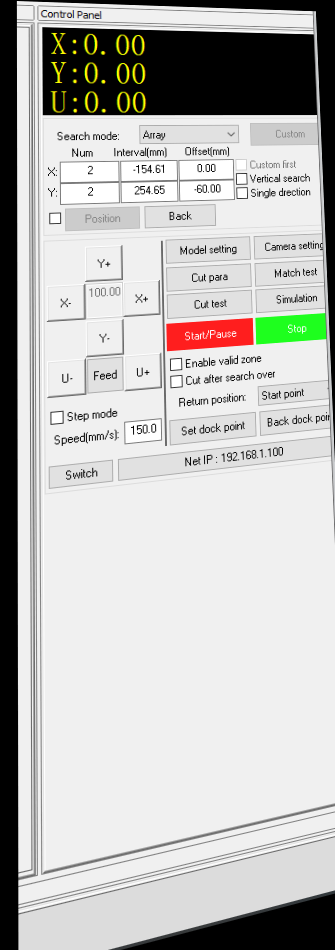 Control Panel
X:0.00
Y:0.00
U:0.00
Search mode: Array Custom
Num Interval(mm) Offset(mm)
X: 2 -154.61 0.00 Custom first
Vertical search
Y: 2 254.65 -60.00 Single drection
Position Back
Model setting Camera setting
Y+
Cut para Match test
X- 100.00 X+
Cut test Simulation
Y- Start/Pause Stop
Enable valid zone
U- Feed U+
Cut after search over
Return position: Start point
Step mode
Speed(mm/s): 150.0 Set dock point Back dock poin
Switch Net IP : 192.168.1.100